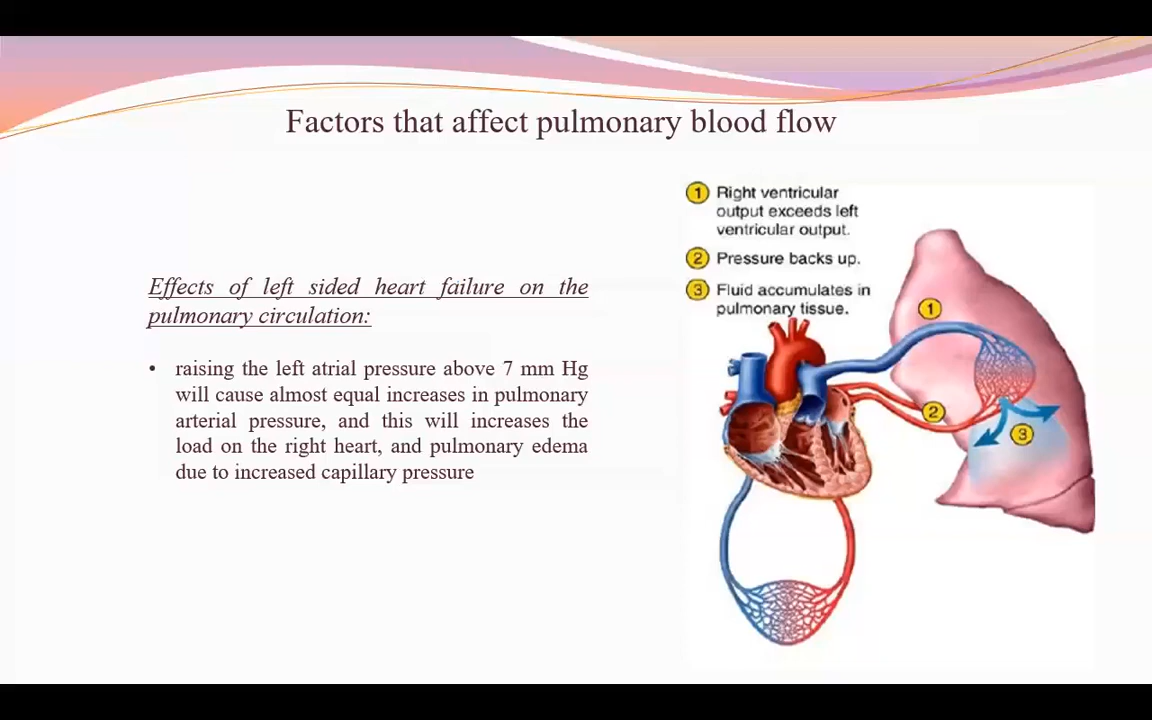 Factors that affect pulmonary blood flow
Effects of left sided heart failure on the
pulmonary circulation:
• raising the left atrial pressure above 7 mm Hg
will cause almost equal increases in pulmonary
arterial pressure, and this will increases the
load on the right heart, and pulmonary edema
due to increased capillary pressure
1 Right ventricular
output exceeds left
ventricular output.
2 Pressure backs up.
3 Fluid accumulates in
pulmonary tissue.
1
2
3